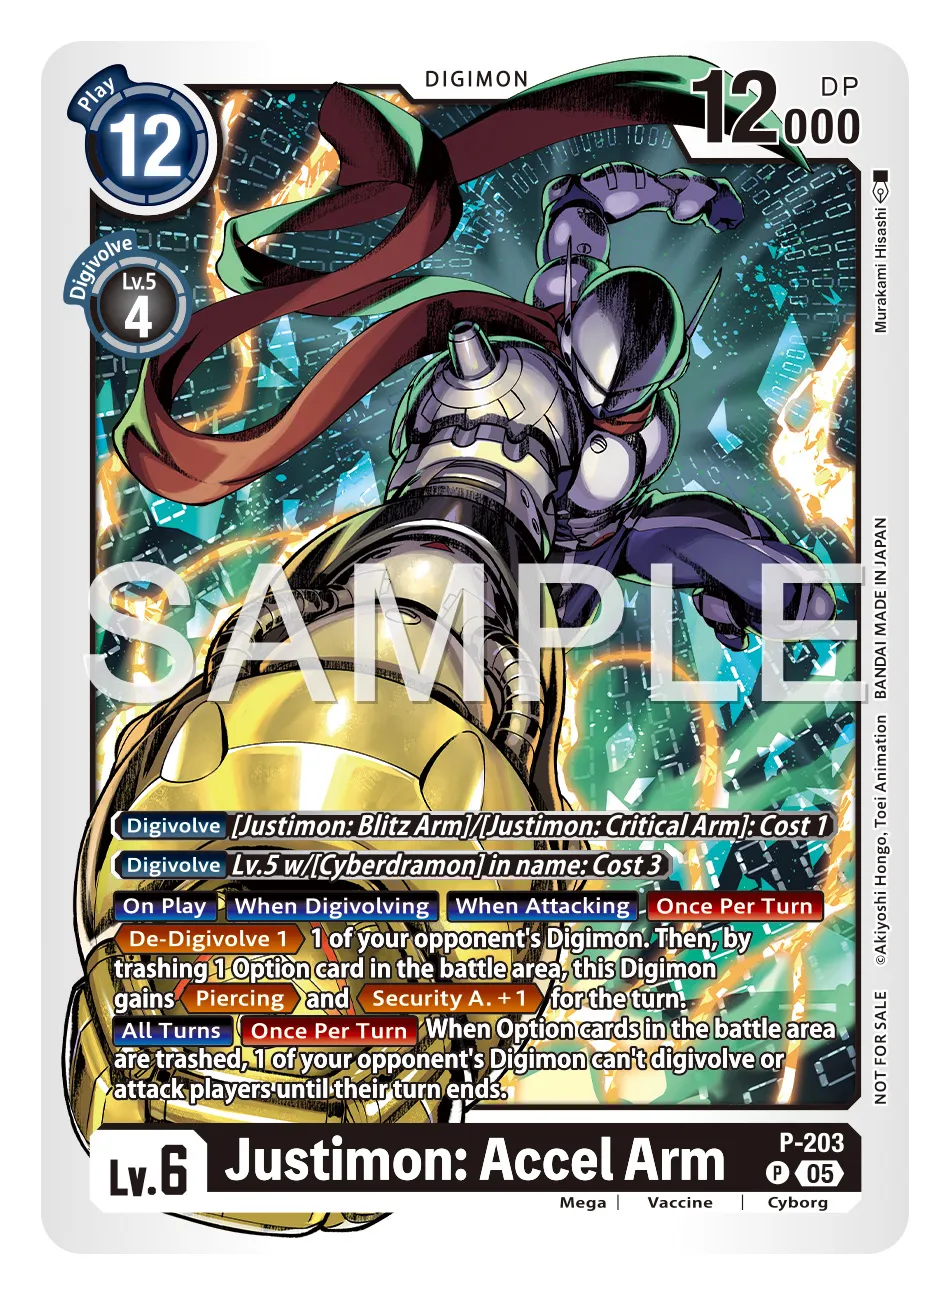 DIGIMON
Play
12
12000 DP
Digivolve
Lv.5
4
Murakami Hisashi
SAMPLE
BANDAI MADE IN JAPAN
©Akiyoshi Hongo, Toei Animation
NOT FOR SALE
Digivolve [Justimon: Blitz Arm]/[Justimon: Critical Arm]: Cost 1
Digivolve Lv.5 w/[Cyberdramon] in name: Cost 3
On Play When Digivolving When Attacking Once Per Turn
De-Digivolve 1 1 of your opponent's Digimon. Then, by
trashing 1 Option card in the battle area, this Digimon
gains Piercing and Security A. +1 for the turn.
All Turns Once Per Turn When Option cards in the battle area
are trashed, 1 of your opponent's Digimon can't digivolve or
attack players until their turn ends.
Lv.6
Justimon: Accel Arm
P-203
P 05
Mega | Vaccine | Cyborg